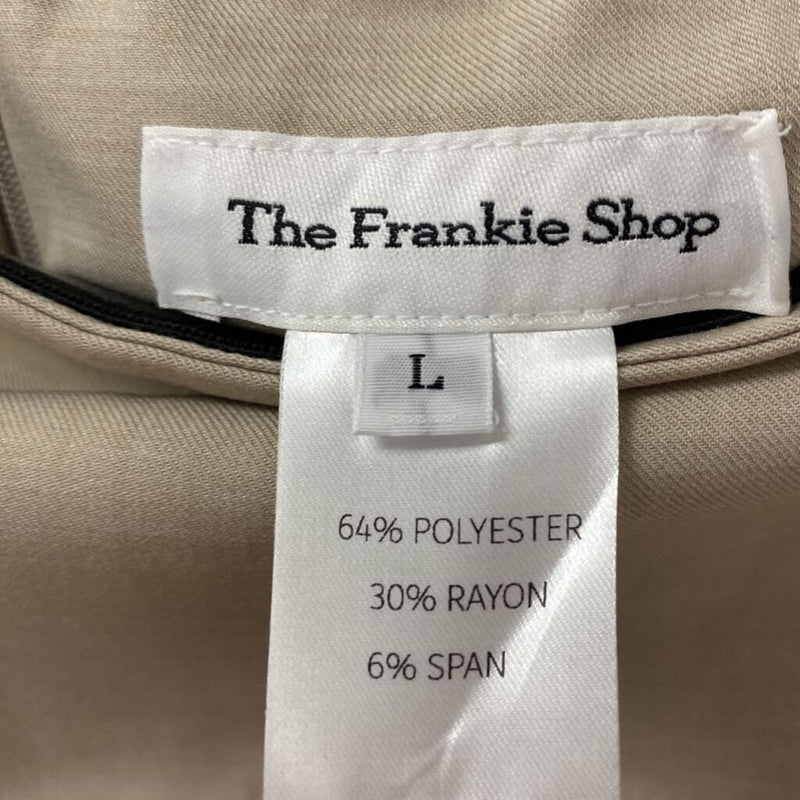 The Frankie Shop
L
64% POLYESTER
30% RAYON
6% SPAN